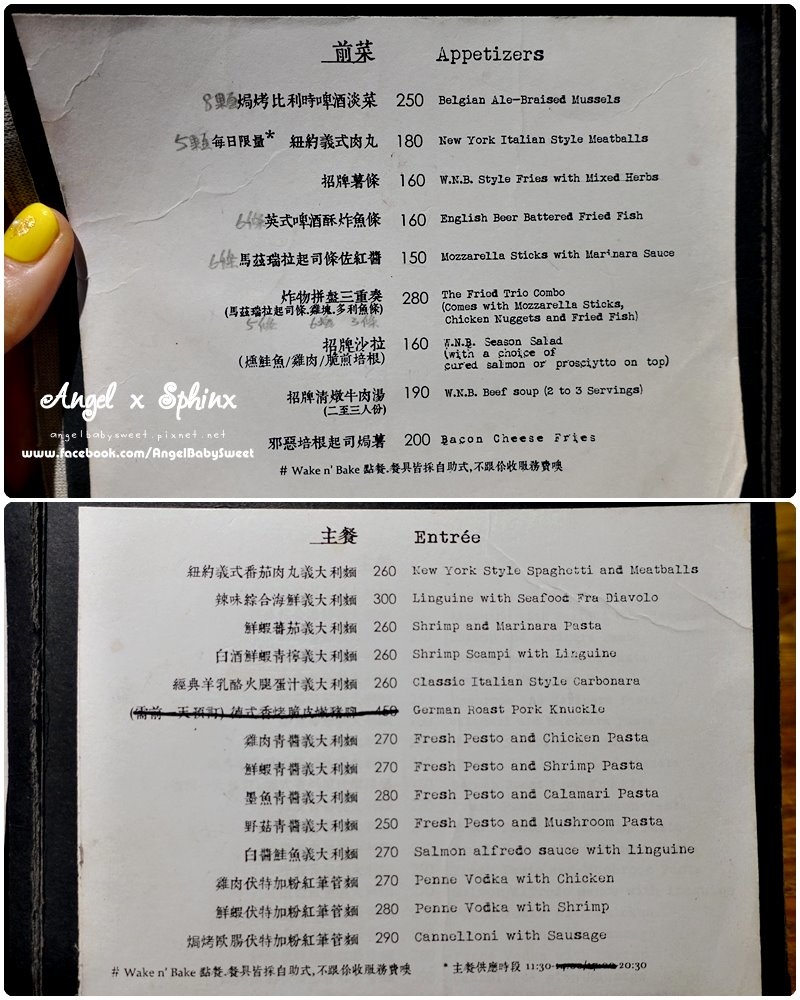 前菜 Appetizers
8顆焗烤比利時啤酒淡菜 250 Belgian Ale-Braised Mussels
5顆每日限量* 紐約義式肉丸 180 New York Italian Style Meatballs
招牌薯條 160 W.N.B. Style Fries with Mixed Herbs
6條英式啤酒酥炸魚條 160 English Beer Battered Fried Fish
6條馬茲瑞拉起司條佐紅醬 150 Mozzarella Sticks with Marinara Sauce
炸物拼盤三重奏 280 The Fried Trio Combo
(馬茲瑞拉起司條.雞塊.多利魚條) (Comes with Mozzarella Sticks,
5條 6塊 3條 Chicken Nuggets and Fried Fish)
招牌沙拉 160 W.N.B. Season Salad
(燻鮭魚/雞肉/脆煎培根) (with a choice of
cured salmon or prosciytto on top)
招牌清燉牛肉湯 190 W.N.B. Beef soup (2 to 3 Servings)
(二至三人份)
邪惡培根起司焗薯 200 Bacon Cheese Fries
# Wake n' Bake 點餐.餐具皆採自助式,不跟你收服務費噢
Angel x Sphinx
angelbabysweet.pixnet.net
www.facebook.com/AngelBabySweet
主餐 Entrée
紐約義式番茄肉丸義大利麵 260 New York Style Spaghetti and Meatballs
辣味綜合海鮮義大利麵 300 Linguine with Seafood Fra Diavolo
鮮蝦蕃茄義大利麵 260 Shrimp and Marinara Pasta
白酒鮮蝦青檸義大利麵 260 Shrimp Scampi with Linguine
經典羊乳酪火腿蛋汁義大利麵 260 Classic Italian Style Carbonara
(需前一天預訂) 德式香烤脆皮嫩豬腳 450 German Roast Pork Knuckle
雞肉青醬義大利麵 270 Fresh Pesto and Chicken Pasta
鮮蝦青醬義大利麵 270 Fresh Pesto and Shrimp Pasta
墨魚青醬義大利麵 280 Fresh Pesto and Calamari Pasta
野菇青醬義大利麵 250 Fresh Pesto and Mushroom Pasta
白醬鮭魚義大利麵 270 Salmon alfredo sauce with linguine
雞肉伏特加粉紅筆管麵 270 Penne Vodka with Chicken
鮮蝦伏特加粉紅筆管麵 280 Penne Vodka with Shrimp
焗烤歐腸伏特加粉紅筆管麵 290 Cannelloni with Sausage
# Wake n' Bake 點餐.餐具皆採自助式,不跟你收服務費噢 * 主餐供應時段 11:30- 20:30